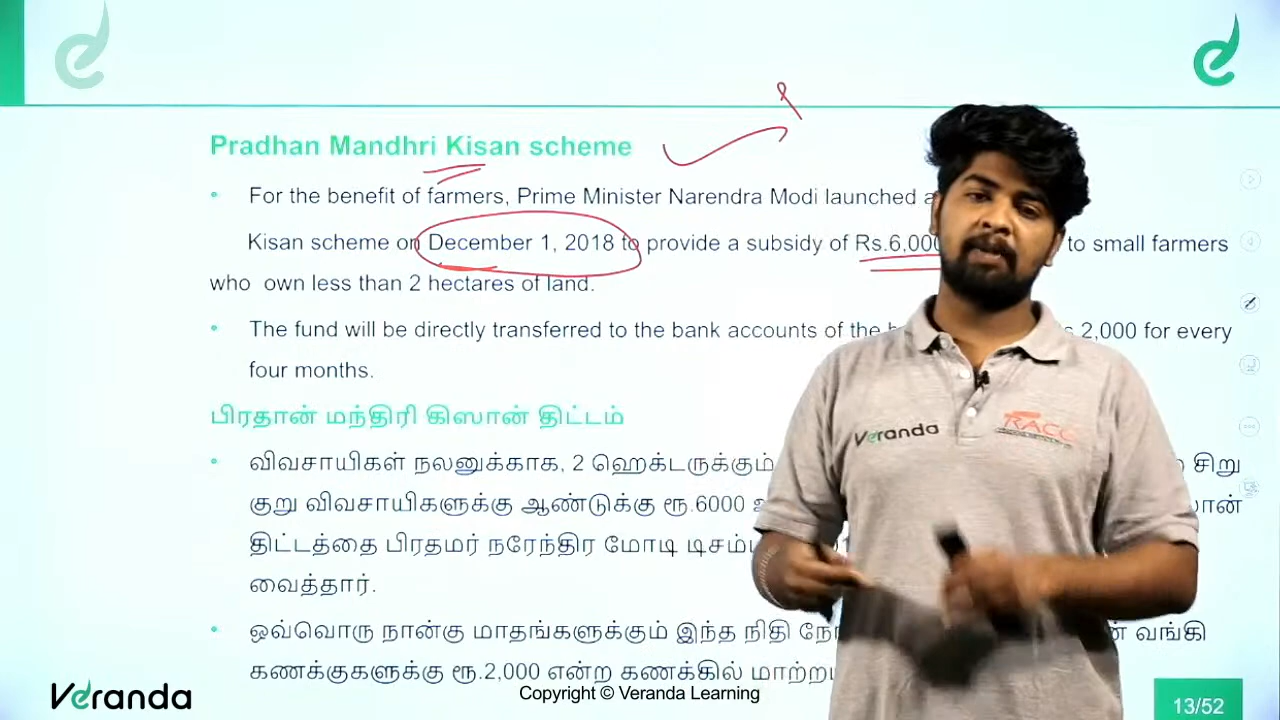 Pradhan Mandhri Kisan scheme
• For the benefit of farmers, Prime Minister Narendra Modi launched
Kisan scheme on December 1, 2018 to provide a subsidy of Rs.6,000 to small farmers
who own less than 2 hectares of land.
• The fund will be directly transferred to the bank accounts of the 2,000 for every
four months.
பிரதான் மந்திரி கிஸான் திட்டம்
• விவசாயிகள் நலனுக்காக, 2 ஹெக்டருக்கும் சிறு
குறு விவசாயிகளுக்கு ஆண்டுக்கு ரூ.6000
திட்டத்தை பிரதமர் நரேந்திர மோடி
வைத்தார்.
• ஒவ்வொரு நான்கு மாதங்களுக்கும் இந்த நிதி வங்கி
கணக்குகளுக்கு ரூ.2,000 என்ற கணக்கில்
Veranda
RACE
Veranda
Copyright © Veranda Learning
13/52